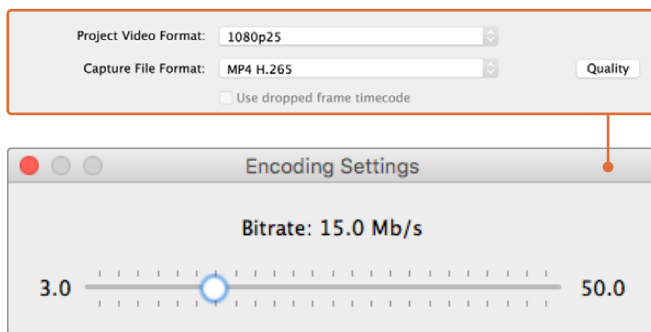 Project Video Format: 1080p25
Capture File Format: MP4 H.265 Quality
Use dropped frame timecode
Encoding Settings
Bitrate: 15.0 Mb/s
3.0 50.0